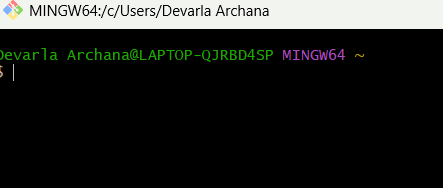 MINGW64:/c/Users/Devarla Archana
Devarla Archana@LAPTOP-QJRBD4SP MINGW64 ~
$